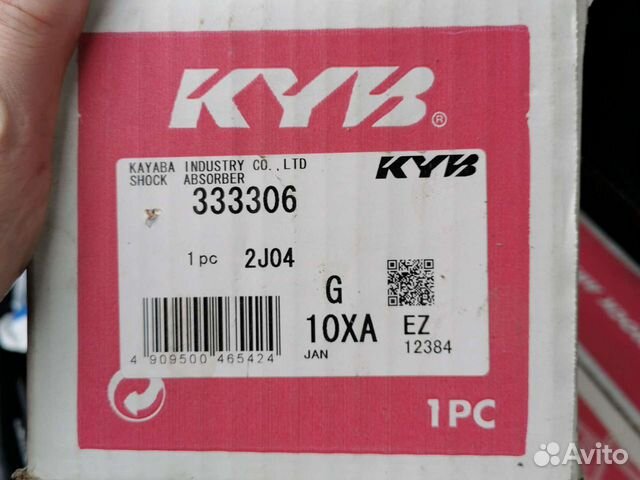 KYB®
KAYABA INDUSTRY CO.,LTD
SHOCK ABSORBER
KYB
333306
1pc 2J04
G
10XA EZ
4 909500 465424
JAN
12384
1PC
Avito